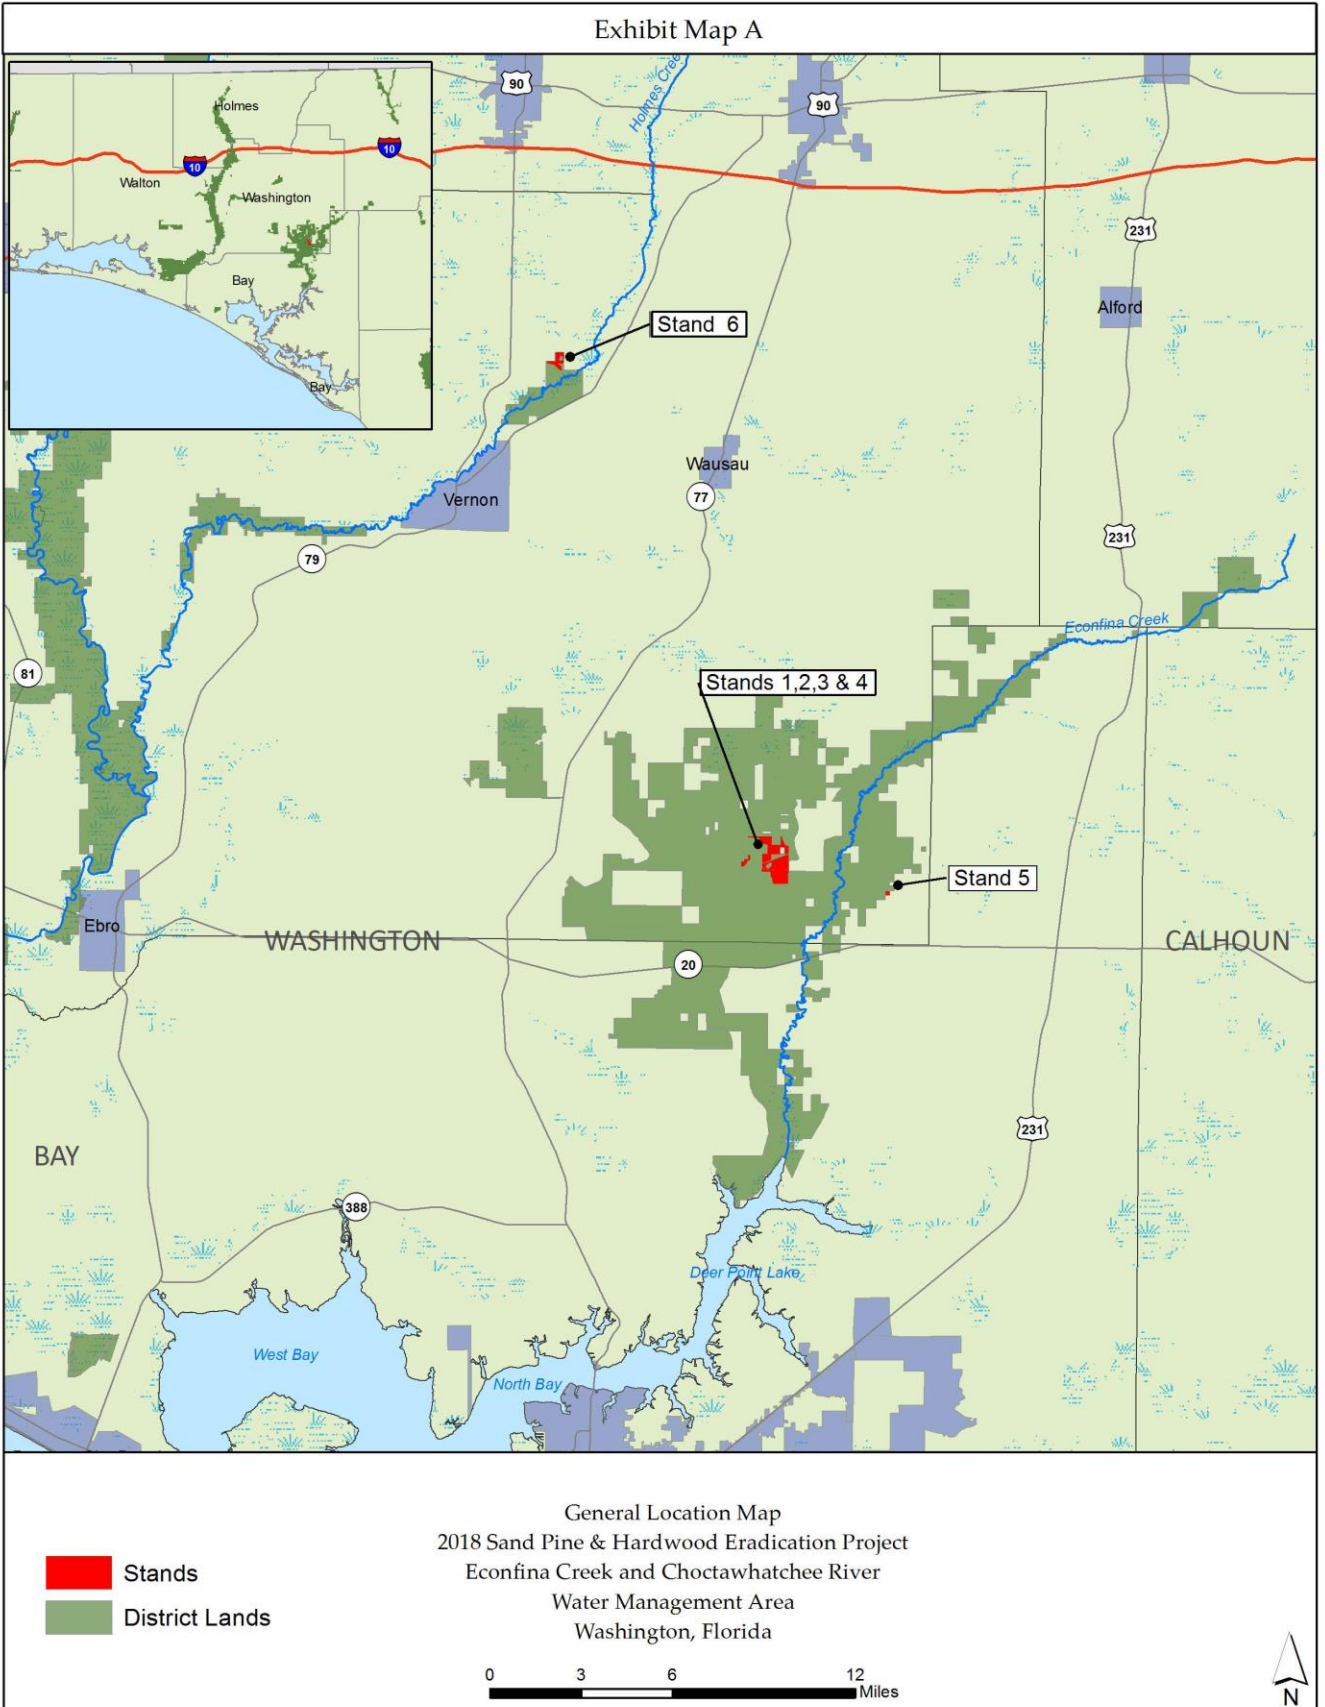 Exhibit Map A
Holmes
10
10
Walton
Washington
Bay
Bay
90
Holmes Creek
90
231
Alford
Stand 6
Wausau
77
Vernon
79
231
Econfina Creek
81
Stands 1,2,3 & 4
Stand 5
Ebro
WASHINGTON
CALHOUN
20
BAY
231
388
Deer Point Lake
West Bay
North Bay
General Location Map
2018 Sand Pine & Hardwood Eradication Project
Econfina Creek and Choctawhatchee River
Water Management Area
Washington, Florida
Stands
District Lands
0 3 6 12
Miles
N